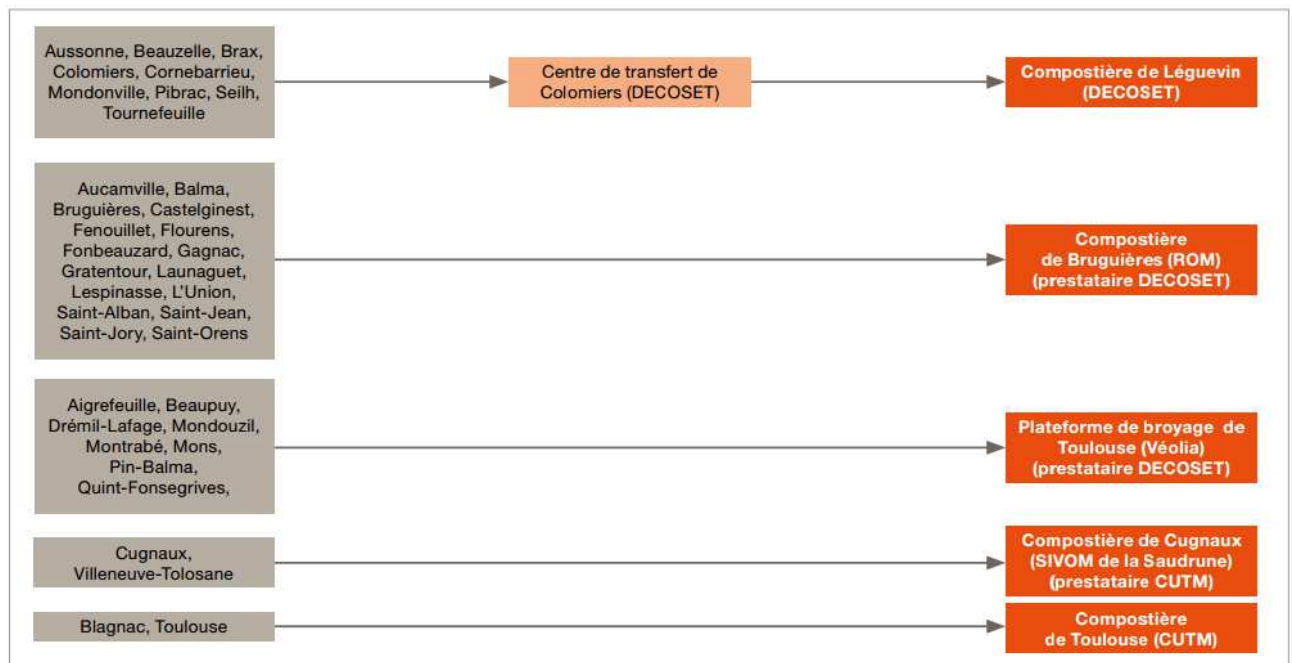 Aussonne, Beauzelle, Brax,
Colomiers, Cornebarrieu,
Mondonville, Pibrac, Seilh,
Tournefeuille
Centre de transfert de
Colomiers (DECOSET)
Compostière de Léguevin
(DECOSET)
Aucamville, Balma,
Bruguières, Castelginest,
Fenouillet, Flourens,
Fonbeauzard, Gagnac,
Gratentour, Launaguet,
Lespinasse, L'Union,
Saint-Alban, Saint-Jean,
Saint-Jory, Saint-Orens
Compostière
de Bruguières (ROM)
(prestataire DECOSET)
Aigrefeuille, Beaupuy,
Drémil-Lafage, Mondouzil,
Montrabé, Mons,
Pin-Balma,
Quint-Fonsegrives,
Plateforme de broyage de
Toulouse (Véolia)
(prestataire DECOSET)
Cugnaux,
Villeneuve-Tolosane
Compostière de Cugnaux
(SIVOM de la Saudrune)
(prestataire CUTM)
Blagnac, Toulouse
Compostière
de Toulouse (CUTM)